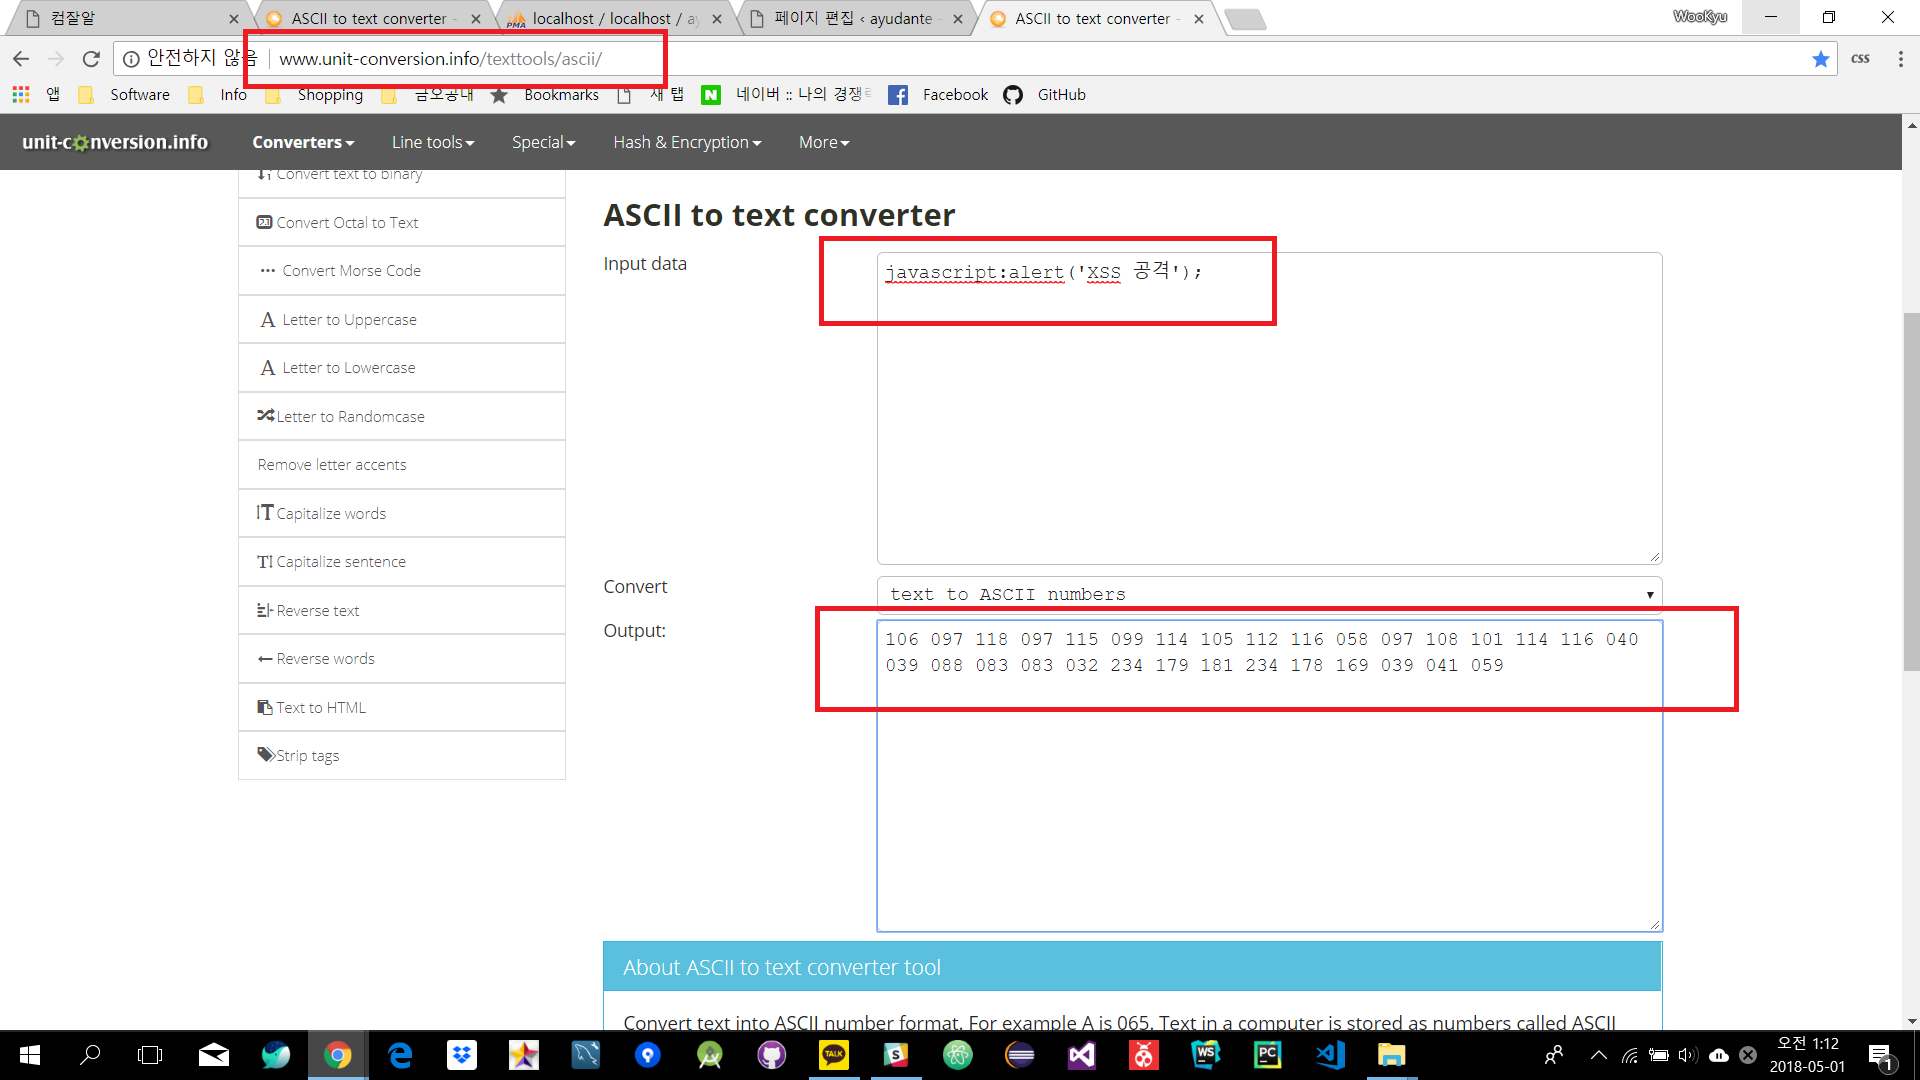 컴잘알
ASCII to text converter -
localhost / localhost / ay
페이지 편집 ‹ ayudante -
ASCII to text converter -
WooKyu
안전하지 않음 | www.unit-conversion.info/texttools/ascii/
css
앱 Software Info Shopping 금오공대 Bookmarks 새 탭 네이버 :: 나의 경쟁 Facebook GitHub
unit-conversion.info Converters Line tools Special Hash & Encryption More
Convert text to binary
Convert Octal to Text
Convert Morse Code
Letter to Uppercase
Letter to Lowercase
Letter to Randomcase
Remove letter accents
Capitalize words
Capitalize sentence
Reverse text
Reverse words
Text to HTML
Strip tags
ASCII to text converter
Input data
javascript:alert('XSS 공격');
Convert
text to ASCII numbers
Output:
106 097 118 097 115 099 114 105 112 116 058 097 108 101 114 116 040
039 088 083 083 032 234 179 181 234 178 169 039 041 059
About ASCII to text converter tool
Convert text into ASCII number format. For example A is 065. Text in a computer is stored as numbers called ASCII
오전 1:12
2018-05-01
1